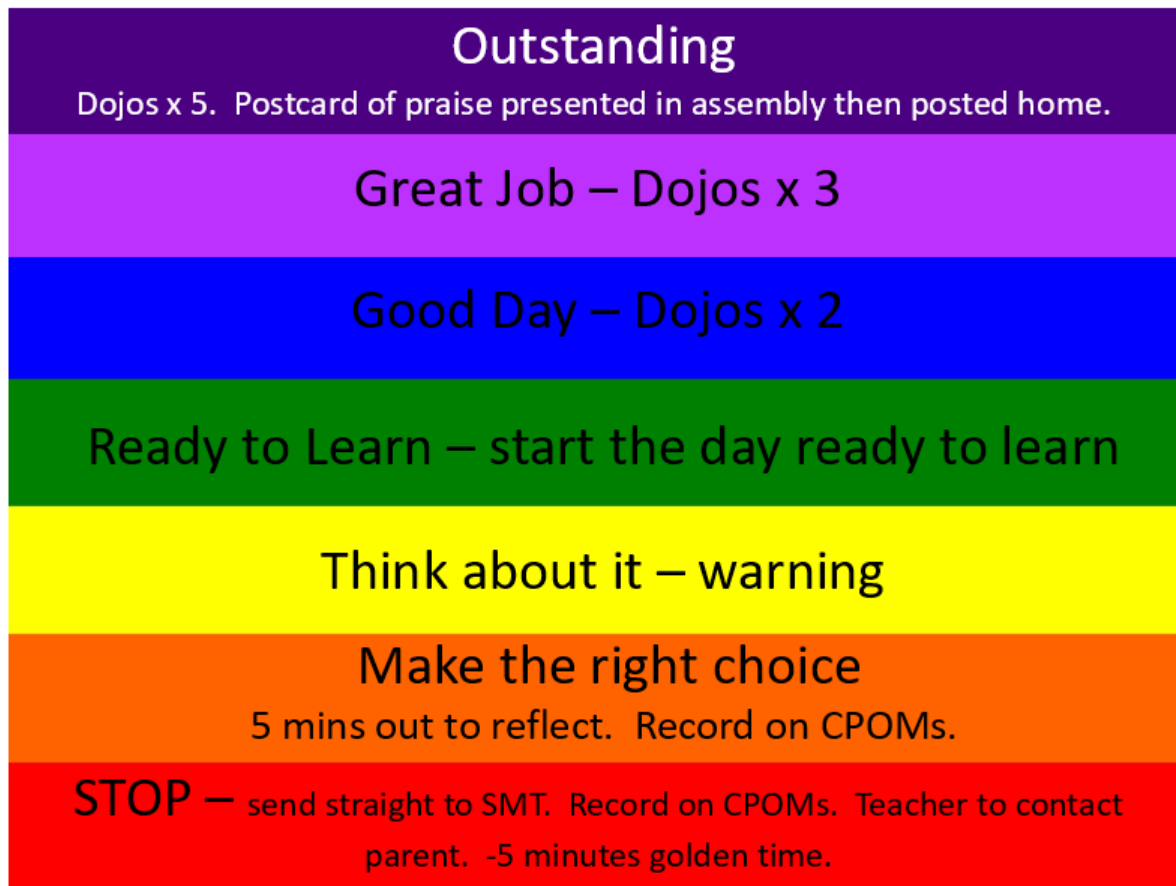 Outstanding
Dojos x 5.  Postcard of praise presented in assembly then posted home.
Great Job – Dojos x 3
Good Day – Dojos x 2
Ready to Learn – start the day ready to learn
Think about it – warning
Make the right choice
5 mins out to reflect.  Record on CPOMs.
STOP – send straight to SMT.  Record on CPOMs.  Teacher to contact
parent.  -5 minutes golden time.